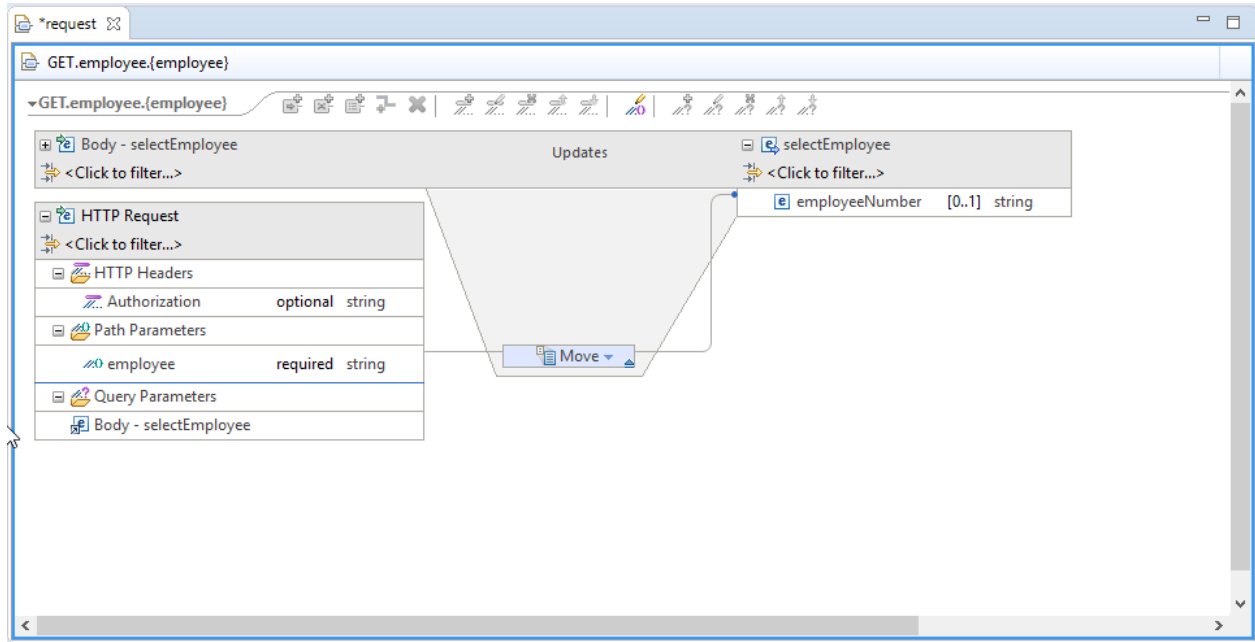 *request
GET.employee.{employee}
GET.employee.{employee}
Body - selectEmployee
Updates
selectEmployee
<Click to filter...>
<Click to filter...>
employeeNumber [0..1] string
HTTP Request
<Click to filter...>
HTTP Headers
Authorization optional string
Path Parameters
employee required string
Move
Query Parameters
Body - selectEmployee